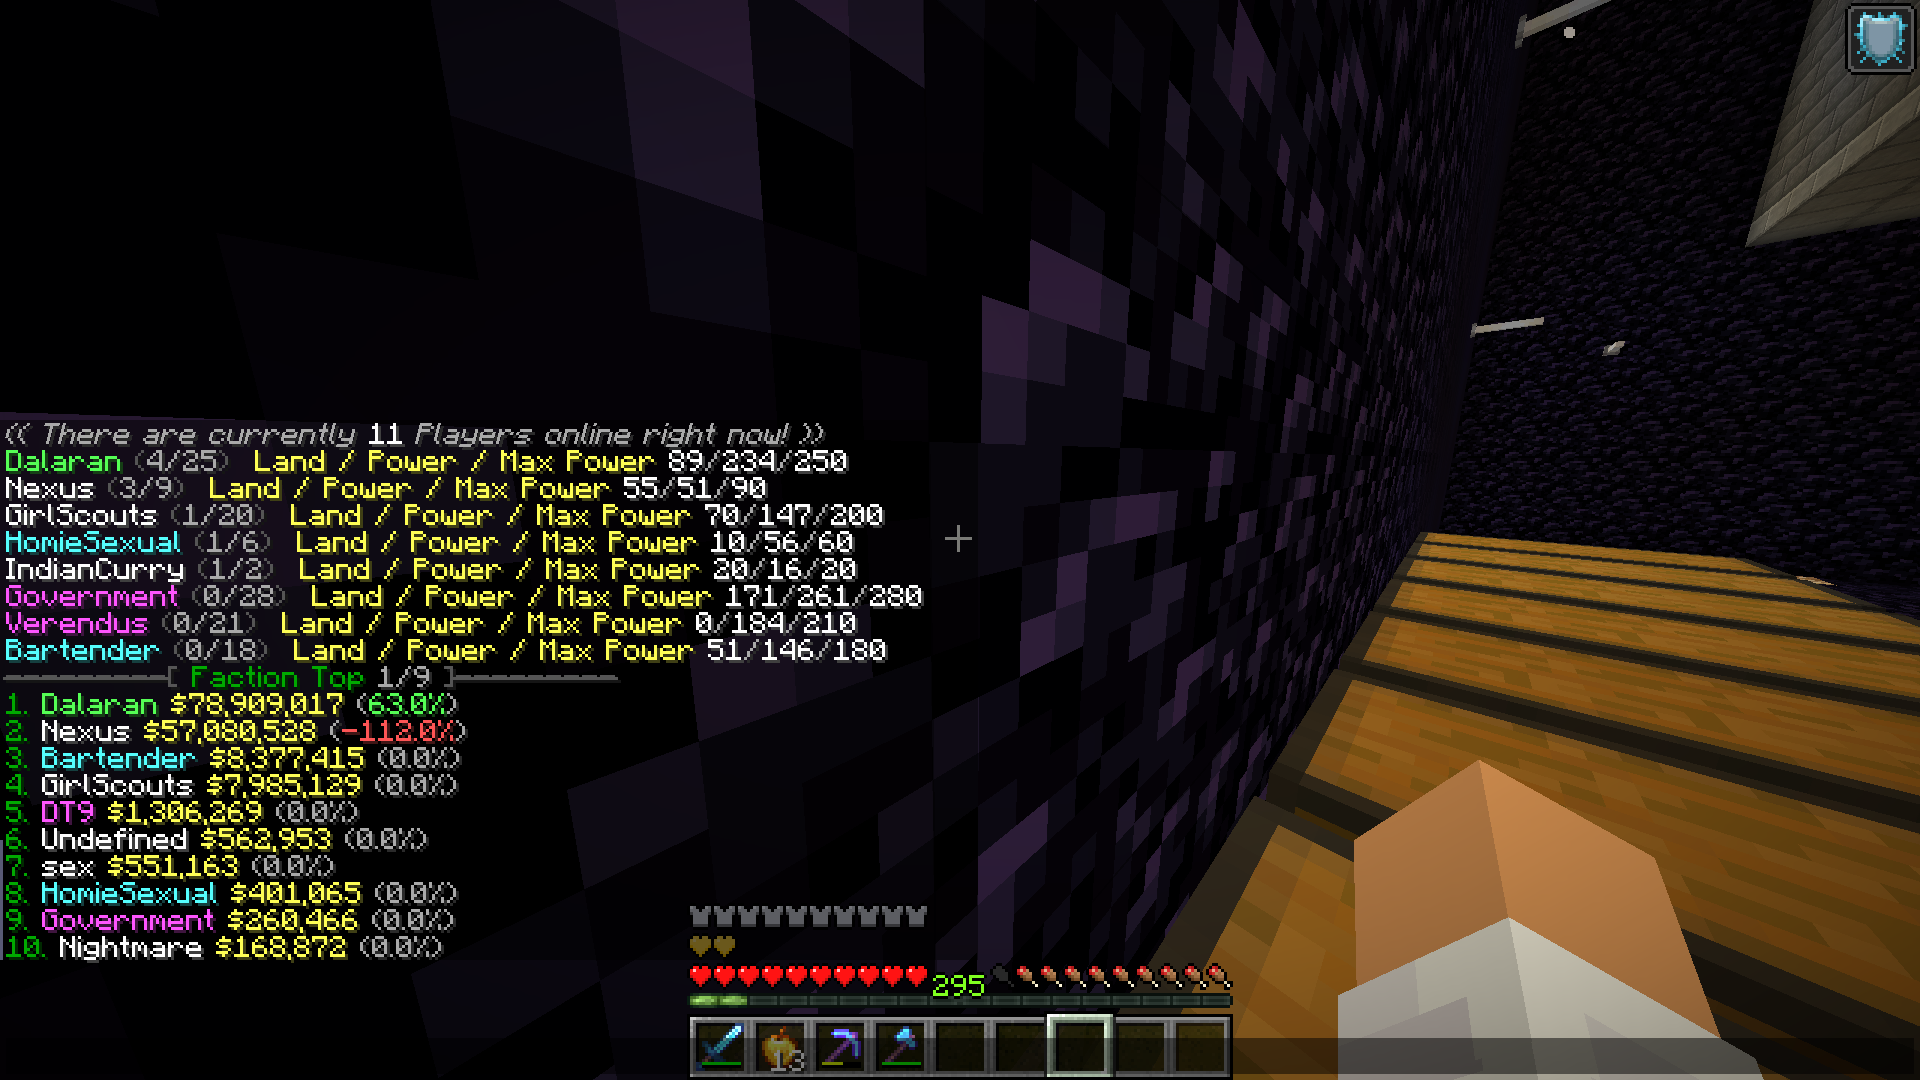 (( There are currently 11 Players online right now! ))
Dalaran (4/25) Land / Power / Max Power 89/234/250
Nexus (3/9) Land / Power / Max Power 55/51/90
GirlScouts (1/20) Land / Power / Max Power 70/147/200
HomieSexual (1/6) Land / Power / Max Power 10/56/60
IndianCurry (1/2) Land / Power / Max Power 20/16/20
Government (0/28) Land / Power / Max Power 171/261/280
Verendus (0/21) Land / Power / Max Power 0/184/210
Bartender (0/18) Land / Power / Max Power 51/146/180
[ Faction Top 1/9 ]
1. Dalaran $78,909,017 (63.0%)
2. Nexus $57,080,528 (-112.0%)
3. Bartender $8,377,415 (0.0%)
4. GirlScouts $7,985,129 (0.0%)
5. DT9 $1,306,269 (0.0%)
6. Undefined $562,953 (0.0%)
7. sex $551,163 (0.0%)
8. HomieSexual $401,065 (0.0%)
9. Government $260,466 (0.0%)
10. Nightmare $168,872 (0.0%)
295
13